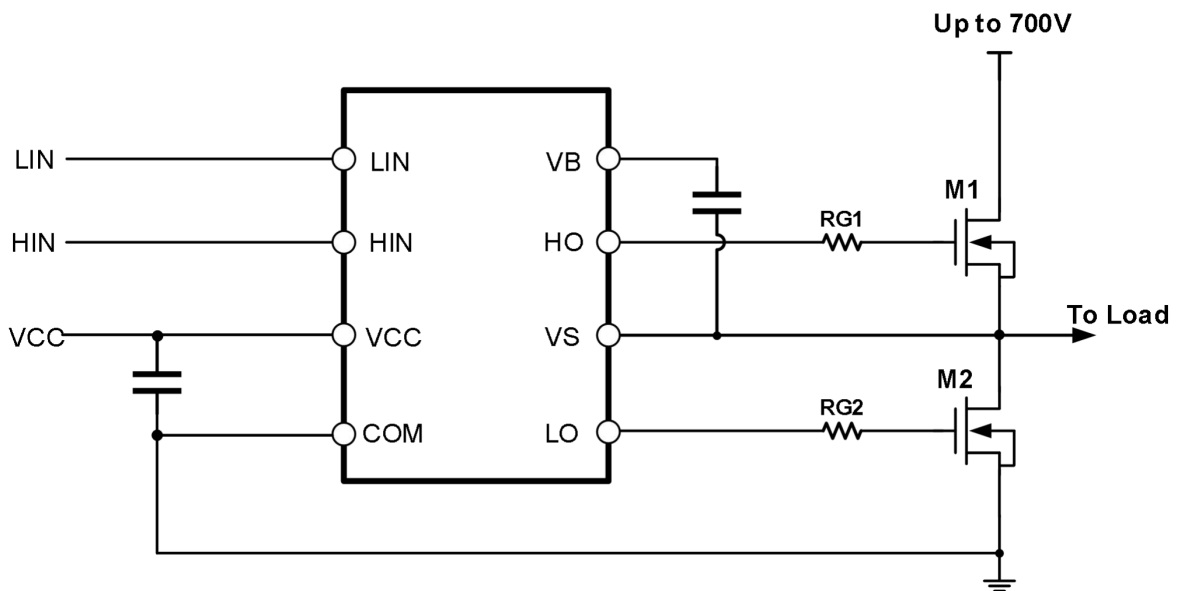 Up to 700V
LIN
LIN
VB
M1
RG1
HIN
HIN
HO
To Load
VCC
VCC
VS
M2
RG2
COM
LO